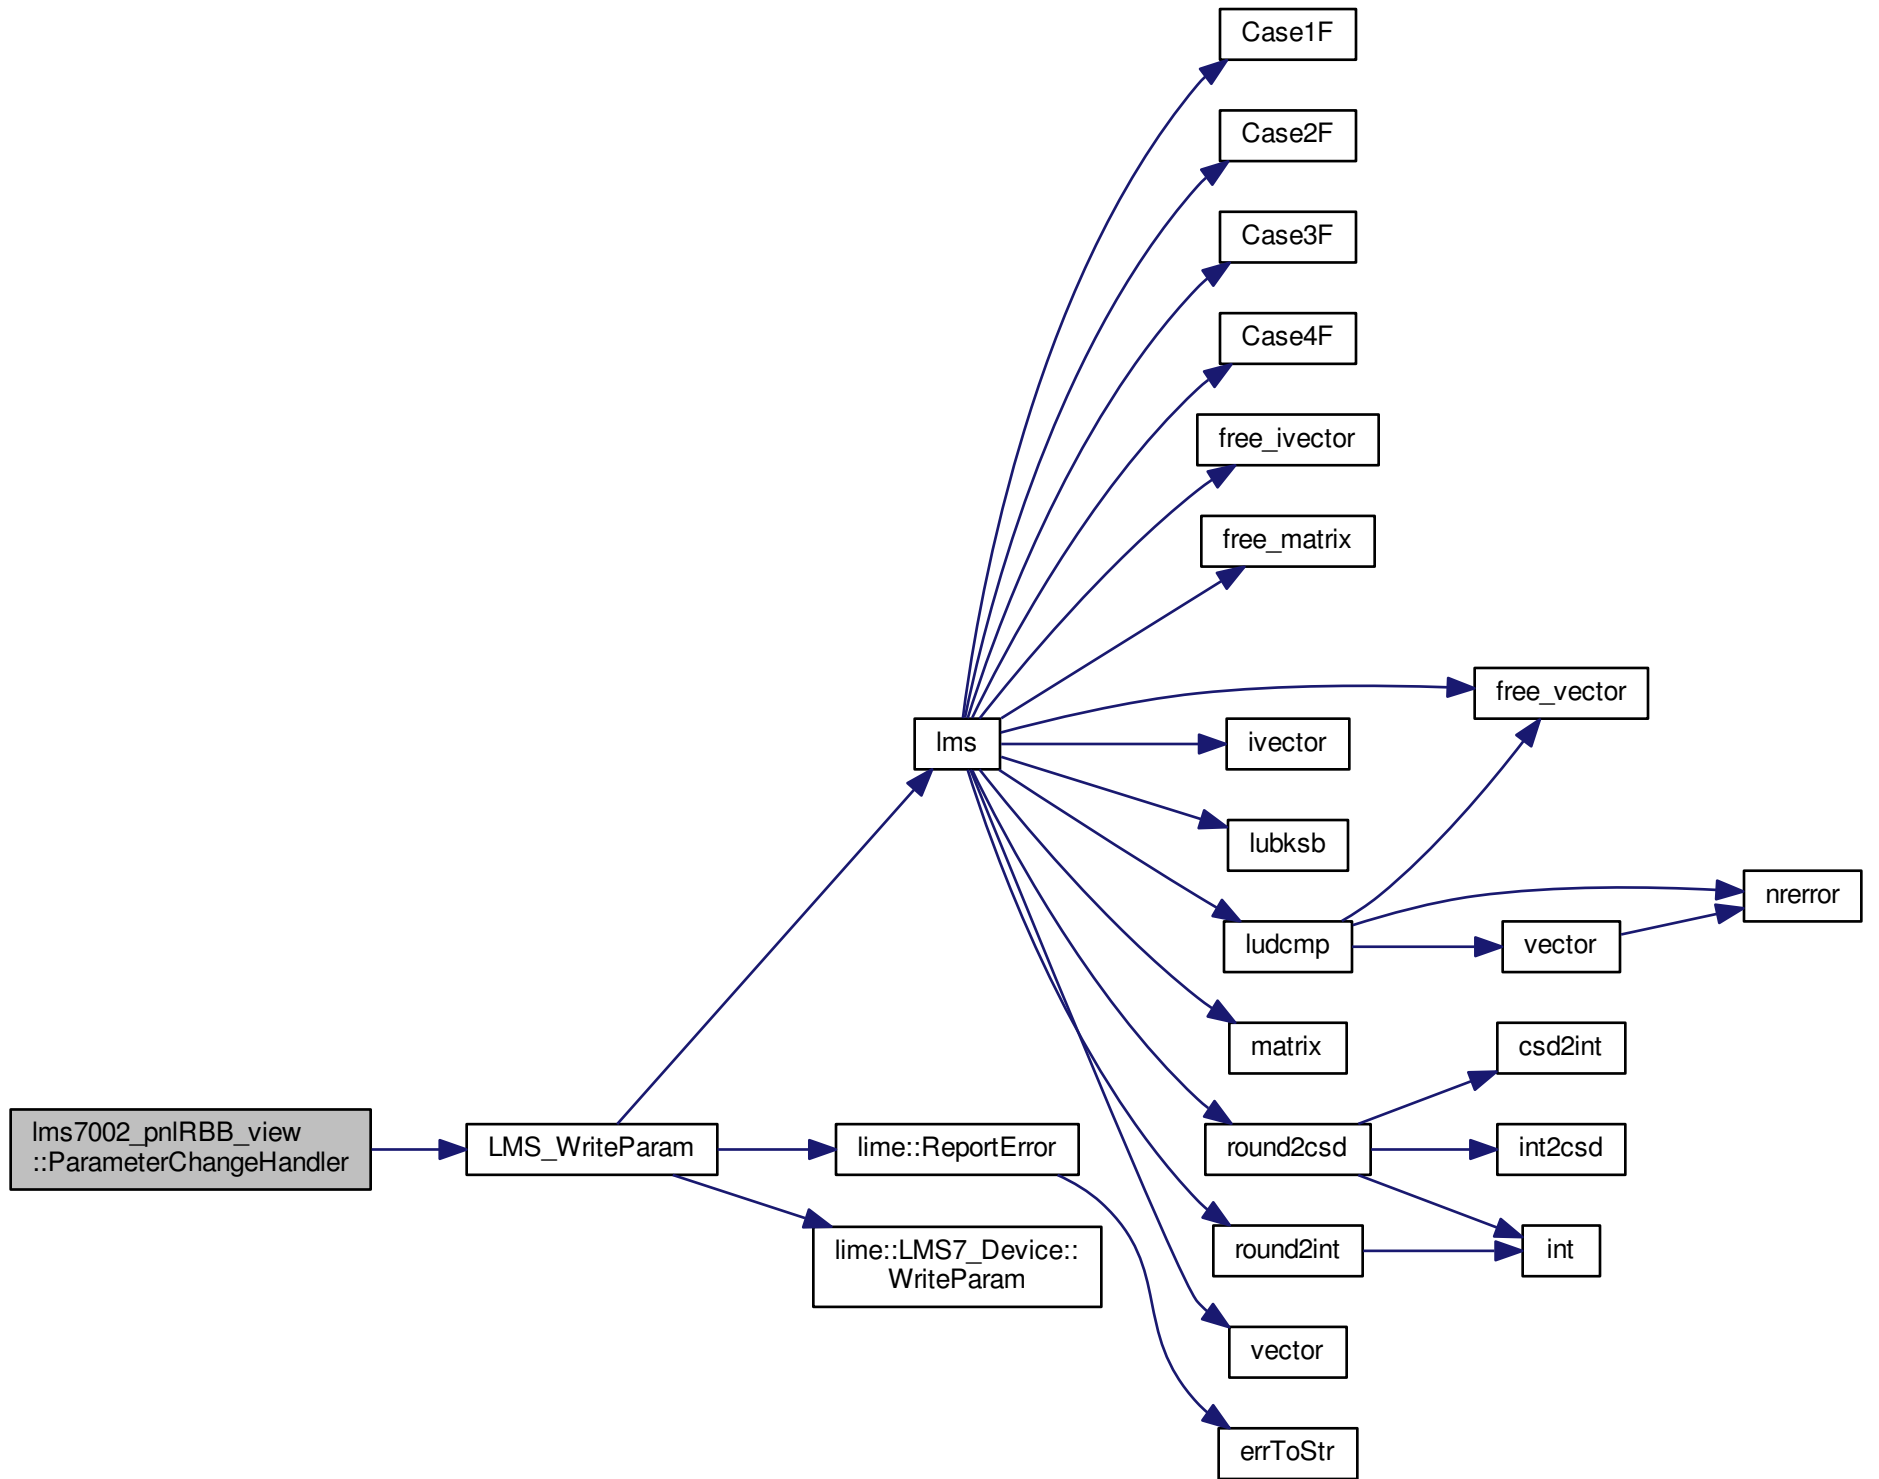 Case1F
Case2F
Case3F
Case4F
free_ivector
free_matrix
free_vector
lms
ivector
lubksb
nrerror
ludcmp
vector
matrix
csd2int
lms7002_pnlRBB_view
::ParameterChangeHandler
LMS_WriteParam
lime::ReportError
round2csd
int2csd
lime::LMS7_Device::
WriteParam
round2int
int
vector
errToStr